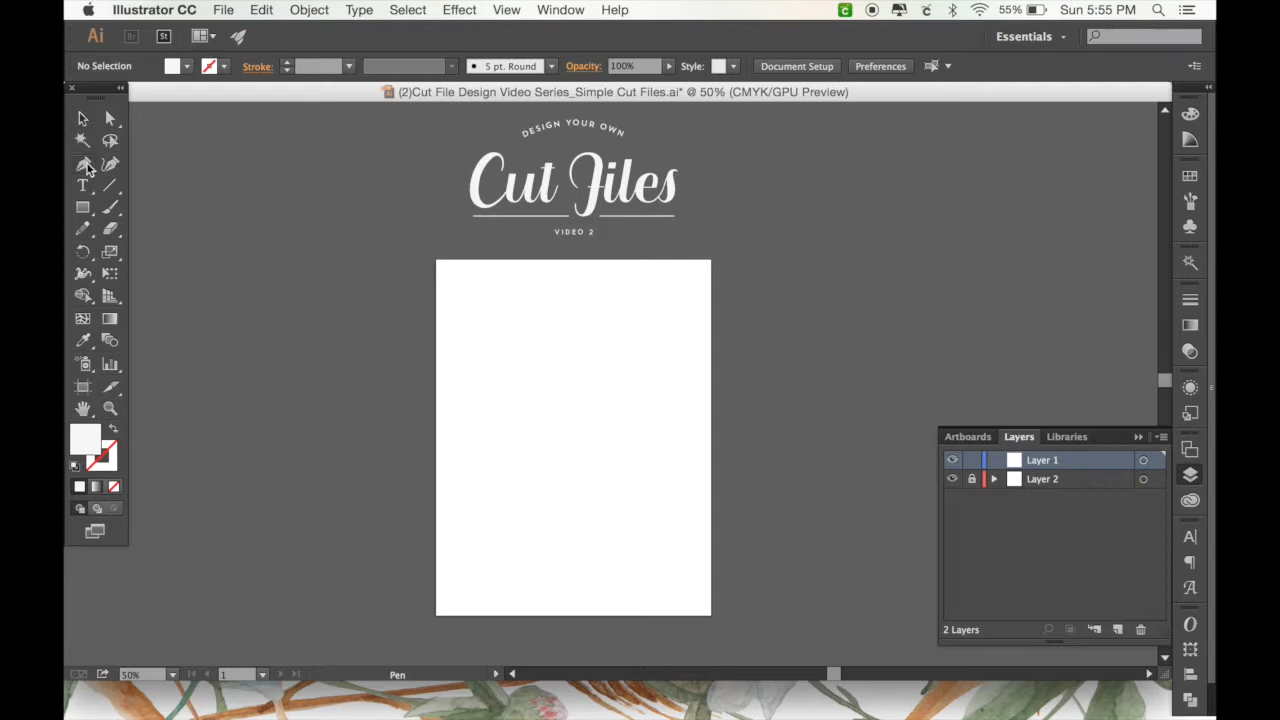 Illustrator CC File Edit Object Type Select Effect View Window Help 55% Sun 5:55 PM
Ai Br St Essentials
No Selection Stroke: 5 pt. Round Opacity: 100% Style: Document Setup Preferences
(2)Cut File Design Video Series_Simple Cut Files.ai* @ 50% (CMYK/GPU Preview)
DESIGN YOUR OWN
Cut Files
VIDEO 2
Artboards Layers Libraries
Layer 1
Layer 2
2 Layers
50% 1 Pen